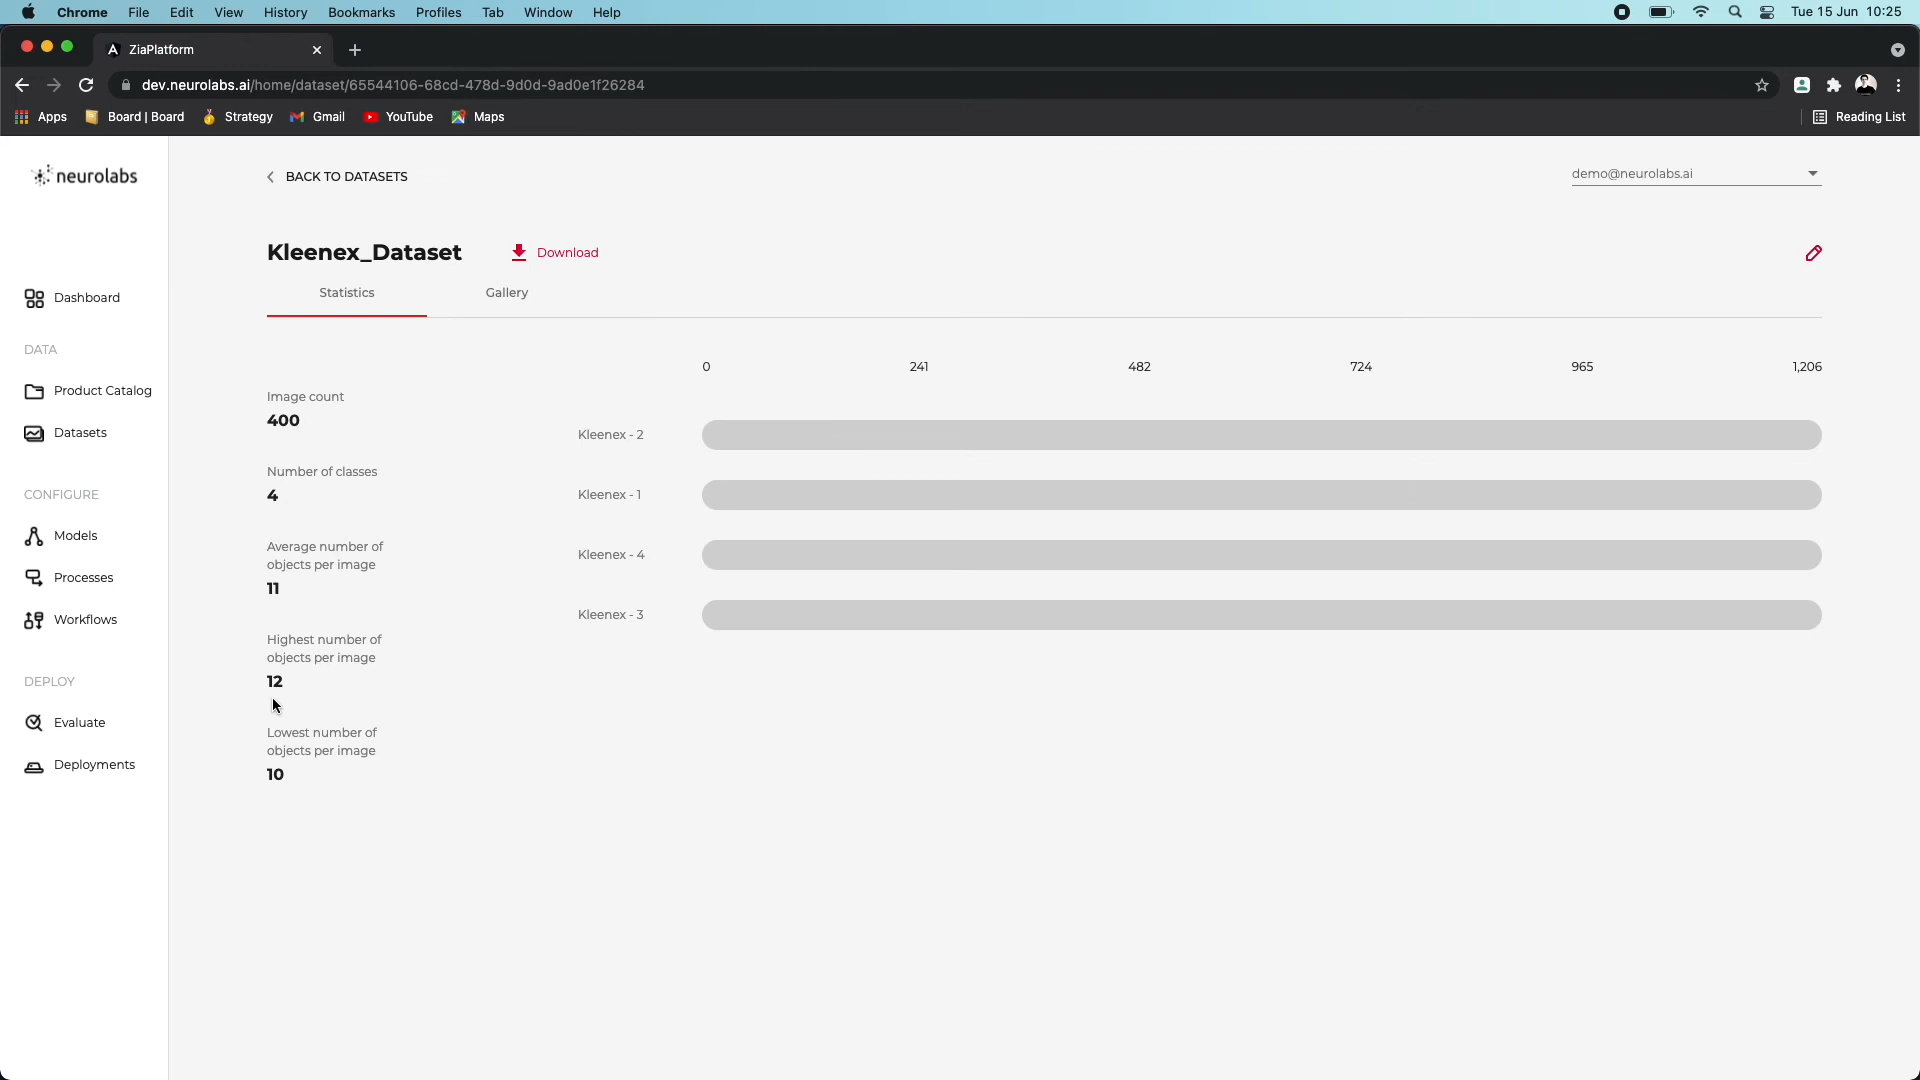 Chrome File Edit View History Bookmarks Profiles Tab Window Help Tue 15 Jun 10:25
ZiaPlatform
dev.neurolabs.ai/home/dataset/65544106-68cd-478d-9d0d-9ad0e1f26284
Apps Board | Board Strategy Gmail YouTube Maps Reading List
neurolabs
BACK TO DATASETS
demo@neurolabs.ai
Kleenex_Dataset Download
Statistics Gallery
Dashboard
DATA
Product Catalog
Datasets
CONFIGURE
Models
Processes
Workflows
DEPLOY
Evaluate
Deployments
Image count
400
Number of classes
4
Average number of
objects per image
11
Highest number of
objects per image
12
Lowest number of
objects per image
10
0 241 482 724 965 1,206
Kleenex - 2
Kleenex - 1
Kleenex - 4
Kleenex - 3